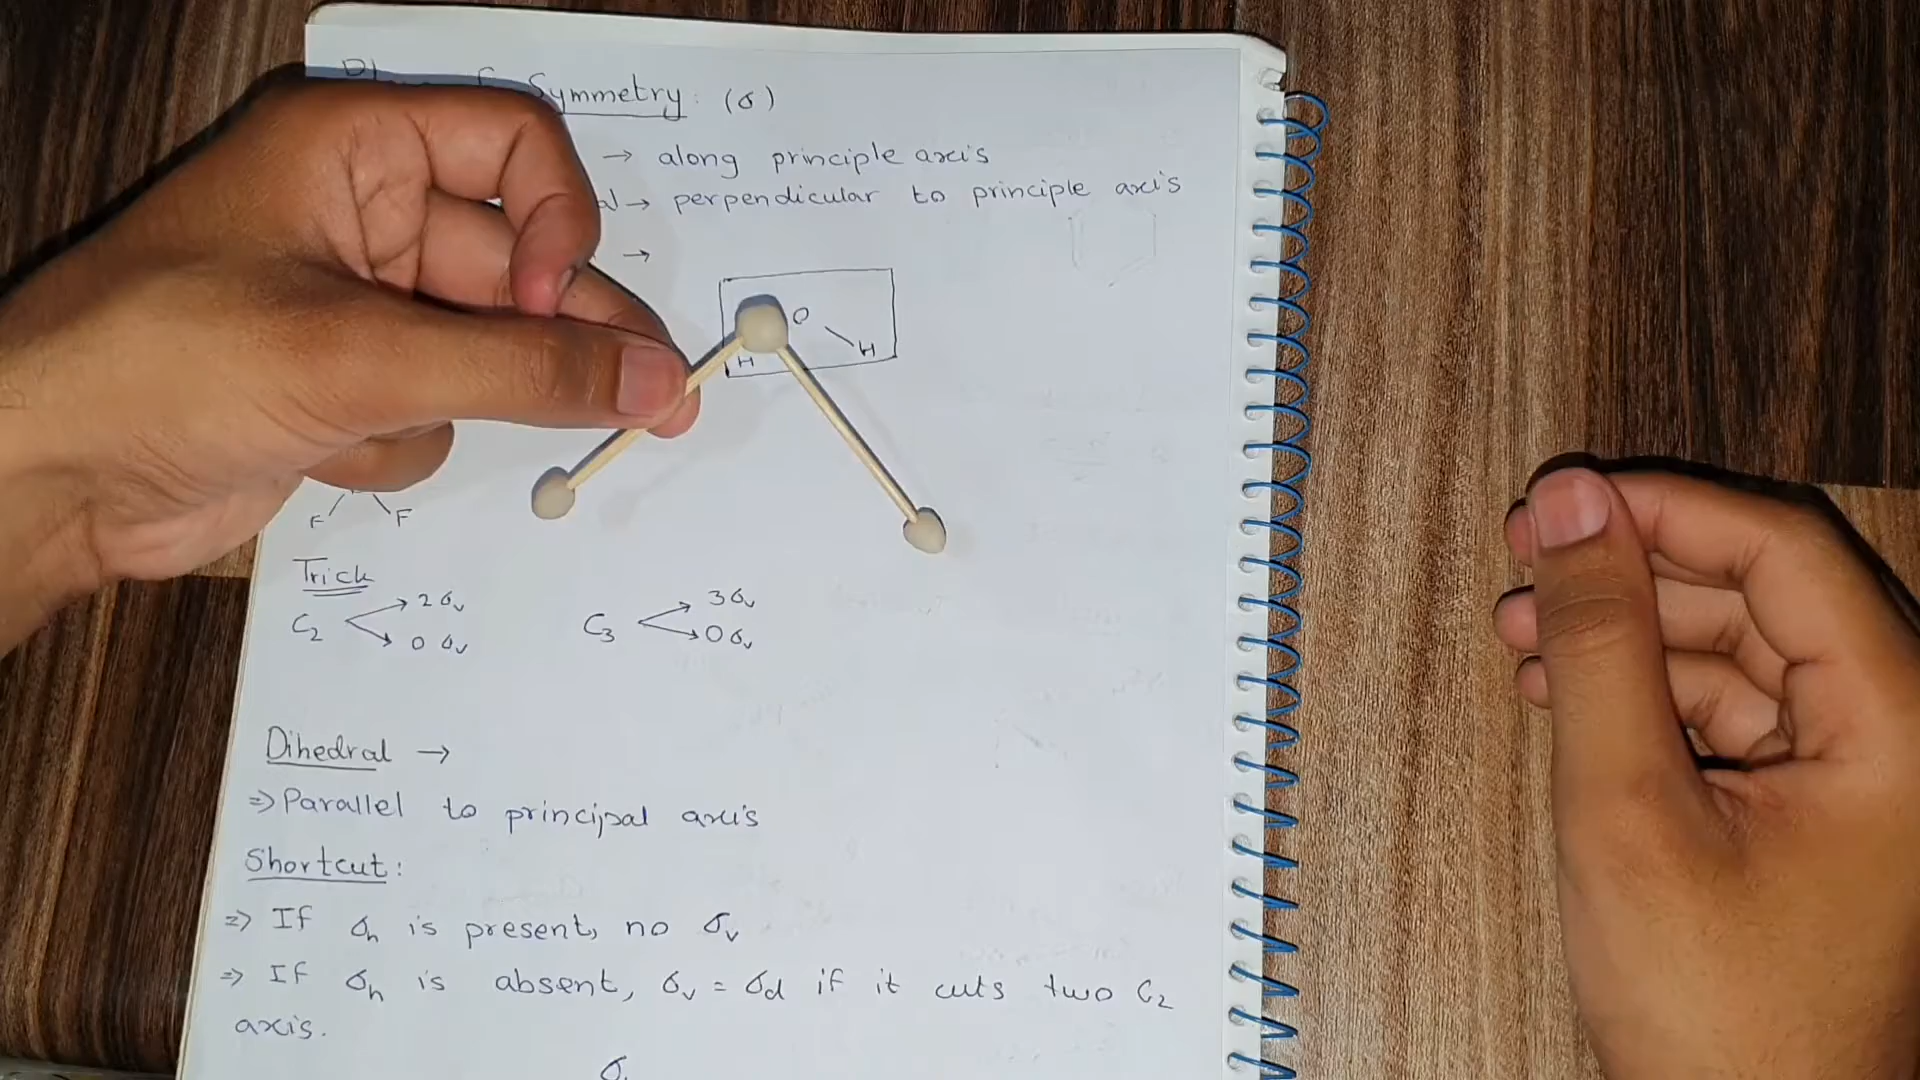 Symmetry: (σ)
→ along principle axis
→ perpendicular to principle axis
→
O
H
H
F F
Trick
C₂ → 2σᵥ
→ 0σᵥ
C₃ → 3σᵥ
→ 0σᵥ
Dihedral →
⇒ Parallel to principal axis
Shortcut:
⇒ If σₕ is present, no σᵥ
⇒ If σₕ is absent, σᵥ = σd if it cuts two C₂
axis.
σ